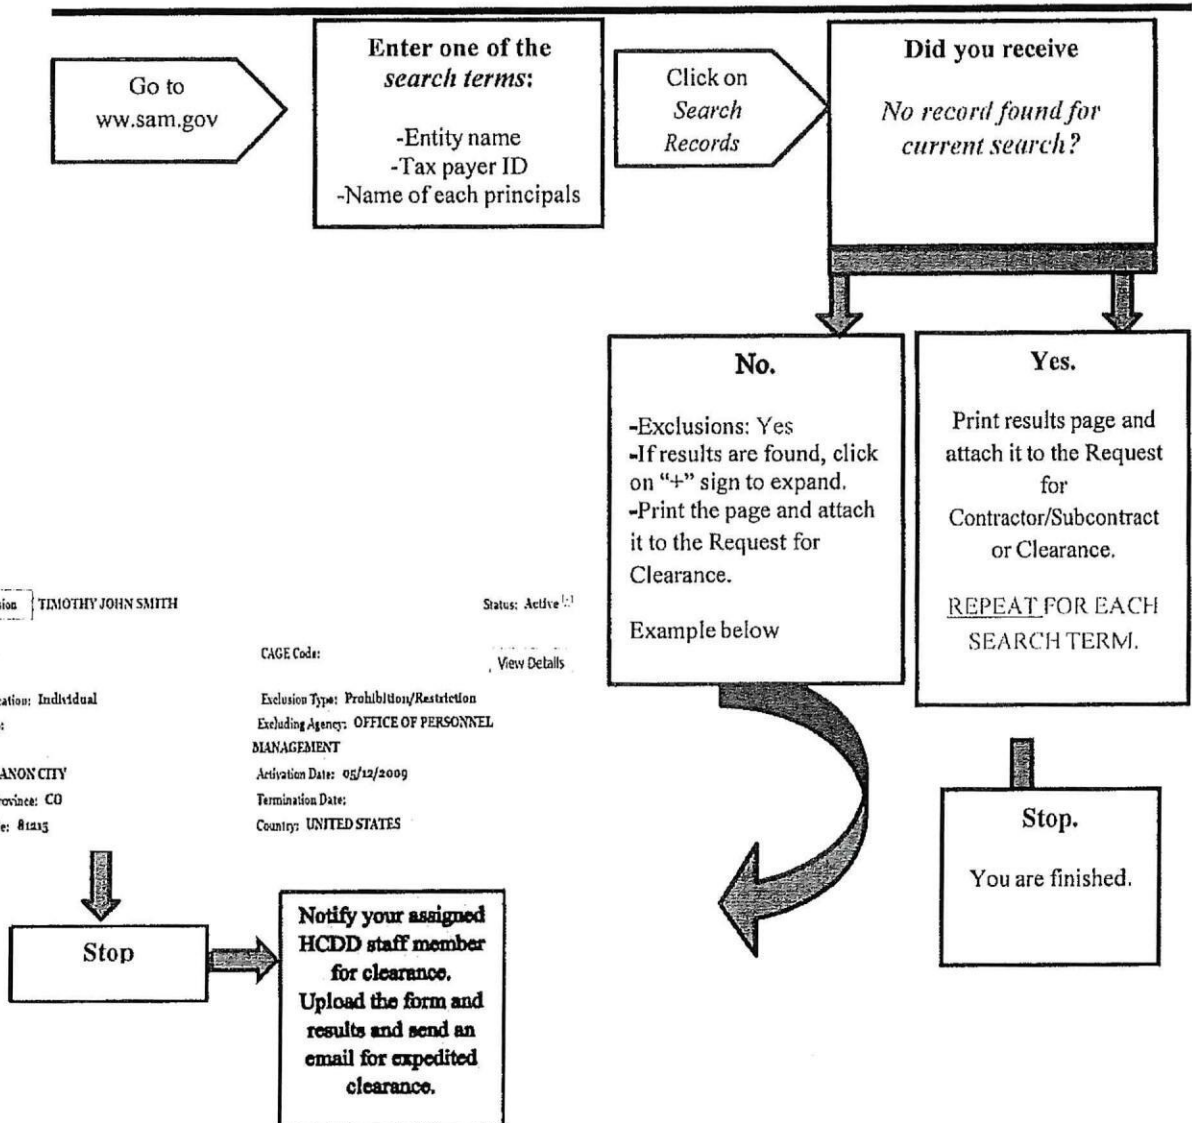 Go to
ww.sam.gov
Enter one of the
search terms:
-Entity name
-Tax payer ID
-Name of each principals
Click on
Search
Records
Did you receive
No record found for
current search?
No.
-Exclusions: Yes
-If results are found, click
on "+" sign to expand.
-Print the page and attach
it to the Request for
Clearance.
Example below
Yes.
Print results page and
attach it to the Request
for
Contractor/Subcontract
or Clearance.
REPEAT FOR EACH
SEARCH TERM.
TIMOTHY JOHN SMITH
Status: Active
CAGE Code:
View Details
Individual
Exclusion Type: Prohibition/Restriction
Excluding Agency: OFFICE OF PERSONNEL
MANAGEMENT
ANON CITY
Activation Date: 05/12/2009
rovince: CO
Termination Date:
e: 81215
Country: UNITED STATES
Stop.
You are finished.
Stop
Notify your assigned
HCDD staff member
for clearance.
Upload the form and
results and send an
email for expedited
clearance.